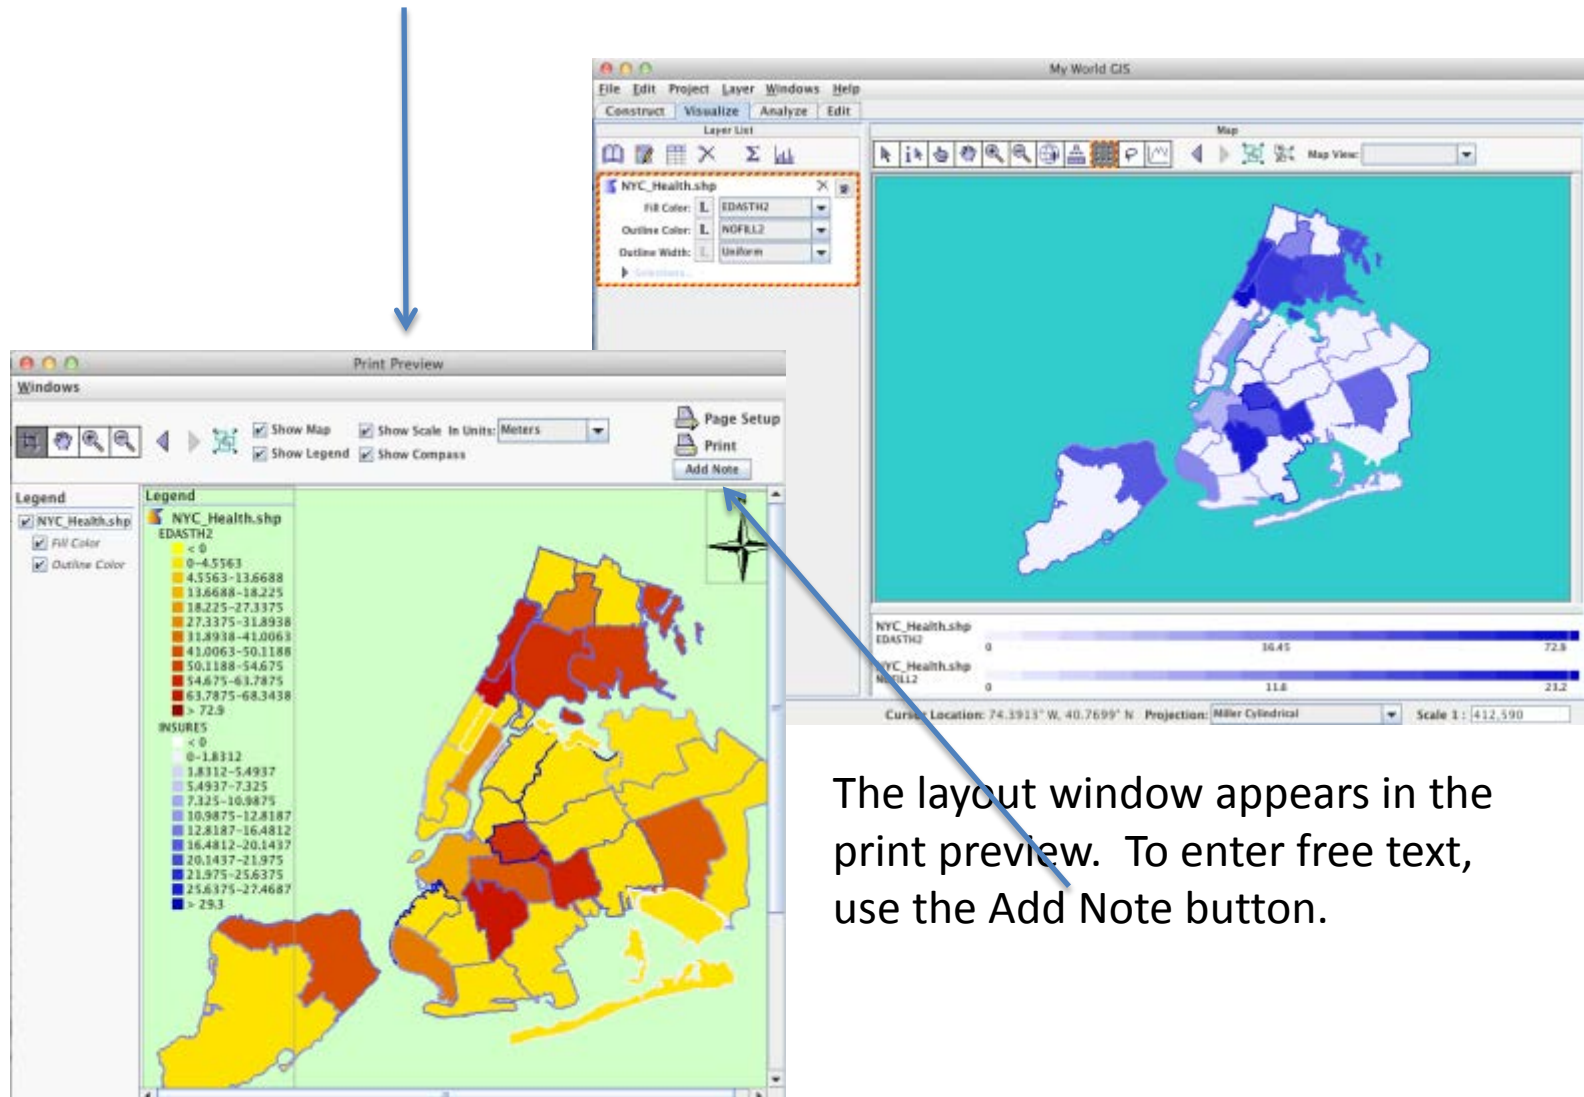 My World GIS
File Edit Project Layer Windows Help
Construct Visualize Analyze Edit
Layer List
Map
Map View:
NYC_Health.shp
Fill Color: L EDASTH2
Outline Color: L NOFILL2
Outline Width: L Uniform
Selections...
NYC_Health.shp
EDASTH2
0 36.45 72.9
NYC_Health.shp
NOFILL2
0 11.6 23.2
Cursor Location: 74.3913° W, 40.7699° N Projection: Miller Cylindrical Scale 1 : 412,590
Print Preview
Windows
Show Map Show Scale In Units: Meters
Show Legend Show Compass
Page Setup
Print
Add Note
Legend
NYC_Health.shp
Fill Color
Outline Color
Legend
NYC_Health.shp
EDASTH2
< 0
0-4.5563
4.5563-13.6688
13.6688-18.225
18.225-27.3375
27.3375-31.8938
31.8938-41.0063
41.0063-50.1188
50.1188-54.675
54.675-63.7875
63.7875-68.3438
> 72.9
INSURE5
< 0
0-1.8312
1.8312-5.4937
5.4937-7.325
7.325-10.9875
10.9875-12.8187
12.8187-16.4812
16.4812-20.1437
20.1437-21.975
21.975-25.6375
25.6375-27.4687
> 29.3
N
The layout window appears in the
print preview. To enter free text,
use the Add Note button.